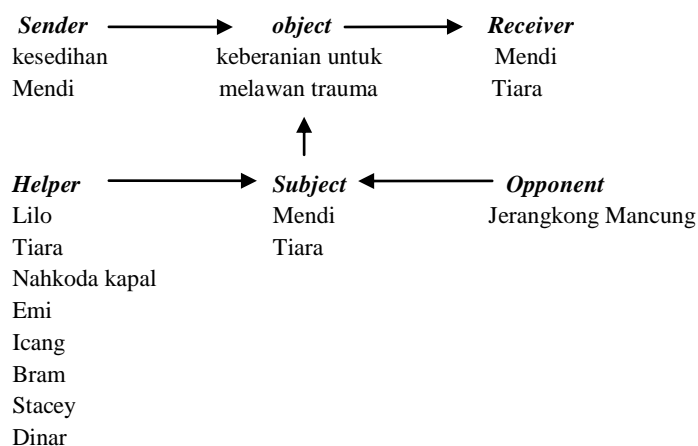 Sender object Receiver
kesedihan keberanian untuk Mendi
Mendi melawan trauma Tiara
Helper Subject Opponent
Lilo Mendi Jerangkong Mancung
Tiara Tiara
Nahkoda kapal
Emi
Icang
Bram
Stacey
Dinar